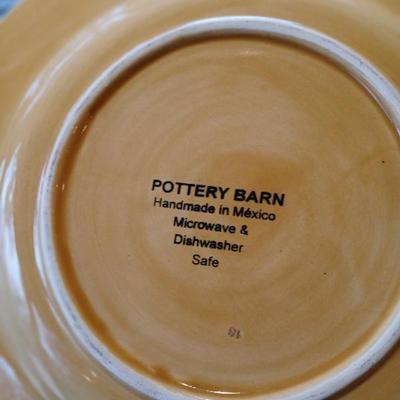 POTTERY BARN
Handmade in México
Microwave &
Dishwasher
Safe